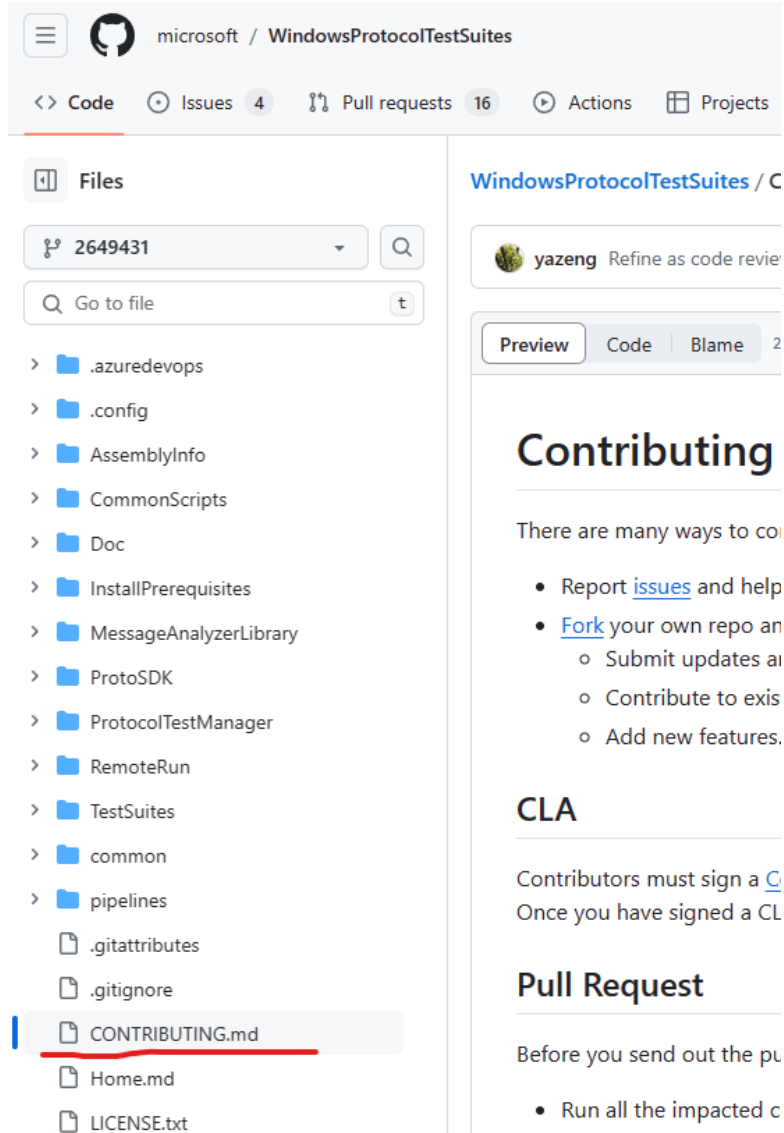 microsoft / WindowsProtocolTestSuites
Code Issues 4 Pull requests 16 Actions Projects
Files
2649431
Go to file t
.azuredevops
.config
AssemblyInfo
CommonScripts
Doc
InstallPrerequisites
MessageAnalyzerLibrary
ProtoSDK
ProtocolTestManager
RemoteRun
TestSuites
common
pipelines
.gitattributes
.gitignore
CONTRIBUTING.md
Home.md
LICENSE.txt
WindowsProtocolTestSuites /
yazeng Refine as code
Preview Code Blame 2
Contributing
There are many ways to
Report issues and help
Fork your own repo
Submit updates
Contribute to
Add new features.
CLA
Contributors must sign a
Once you have signed a
Pull Request
Before you send out the
Run all the impacted